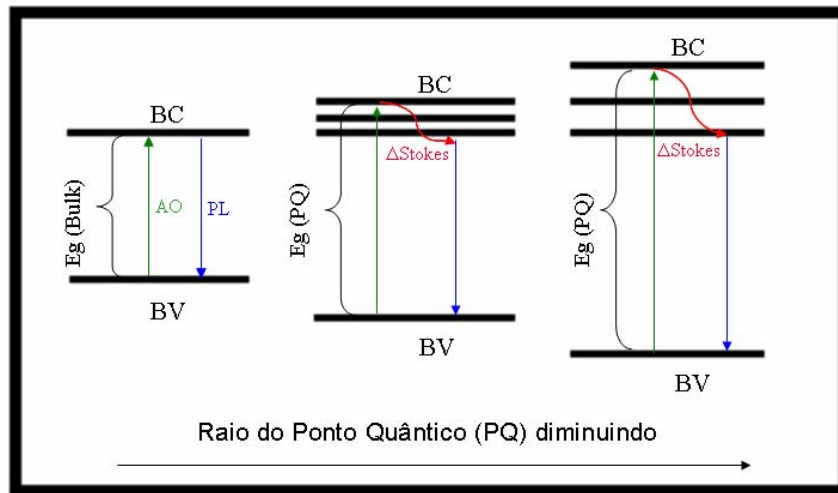 BC
Eg (Bulk)
AO
PL
BV
BC
ΔStokes
Eg (PQ)
BV
BC
ΔStokes
Eg (PQ)
BV
Raio do Ponto Quântico (PQ) diminuindo